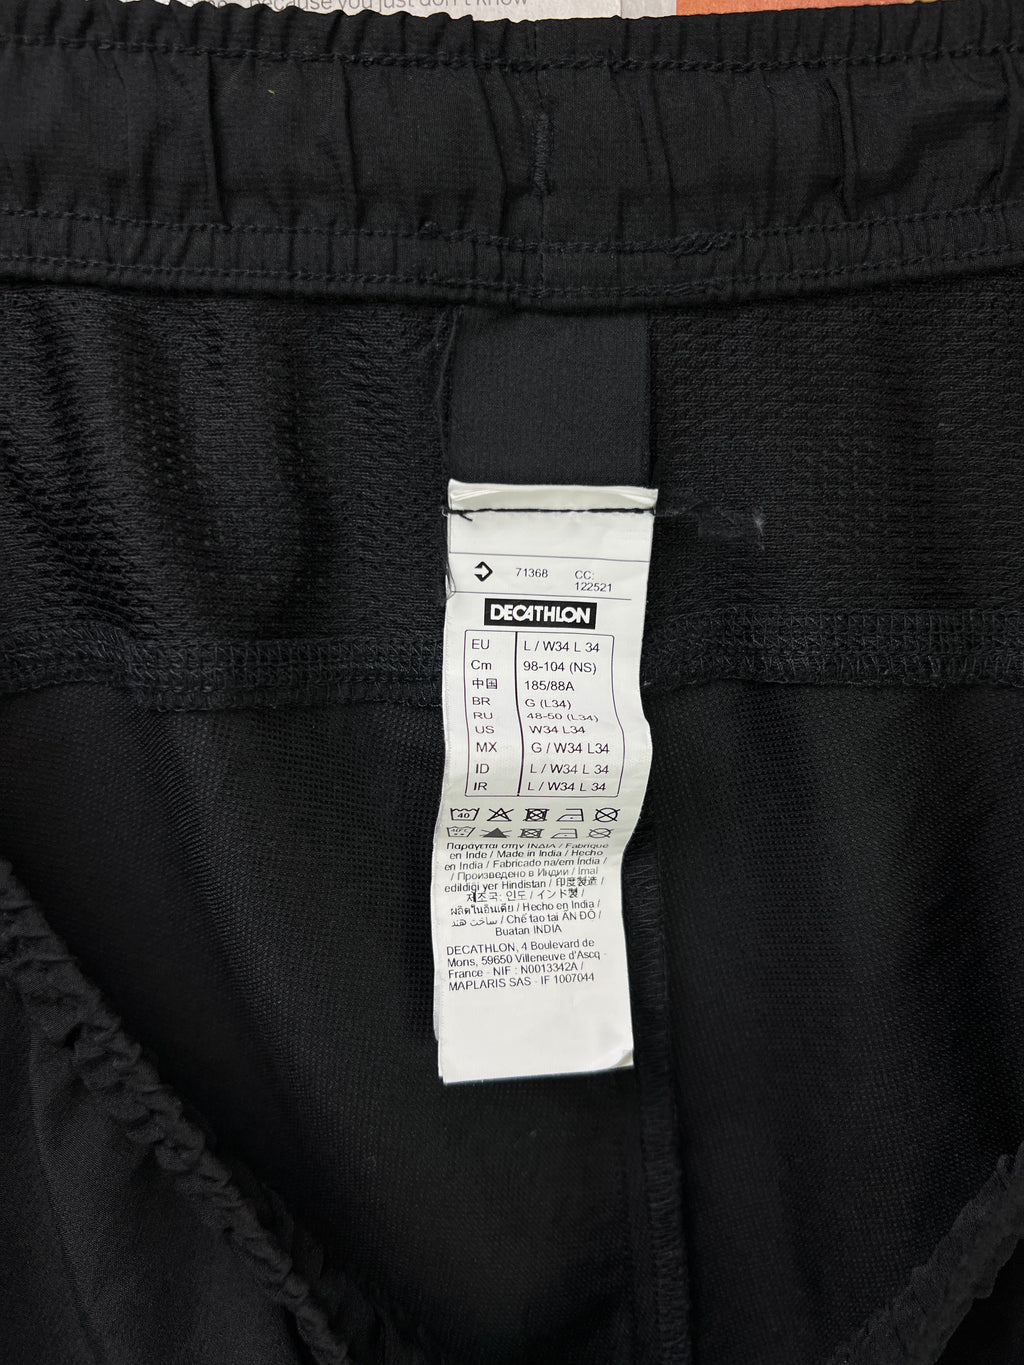 because you just don't know
71368 CC:
122521
DECATHLON
EU L / W34 L 34
Cm 98-104 (NS)
中国 185/88A
BR G (L34)
RU 48-50 (L34)
US W34 L34
MX G / W34 L34
ID L / W34 L 34
IR L / W34 L 34
40
40°C
Παράγεται στην ΙΝΔΙΑ / Fabriqué
en Inde / Made in India / Hecho
en India / Fabricado na/em Índia /
/ Произведено в Индии / İmal
edildiği yer Hindistan / 印度製造 /
제조국: 인도 / インド製 /
ผลิตในอินเดีย / Hecho en India /
ساخت هند / Chế tạo tại ẤN ĐỘ /
Buatan INDIA
DECATHLON, 4 Boulevard de
Mons, 59650 Villeneuve d'Ascq -
France - NIF : N0013342A /
MAPLARIS SAS - IF 1007044